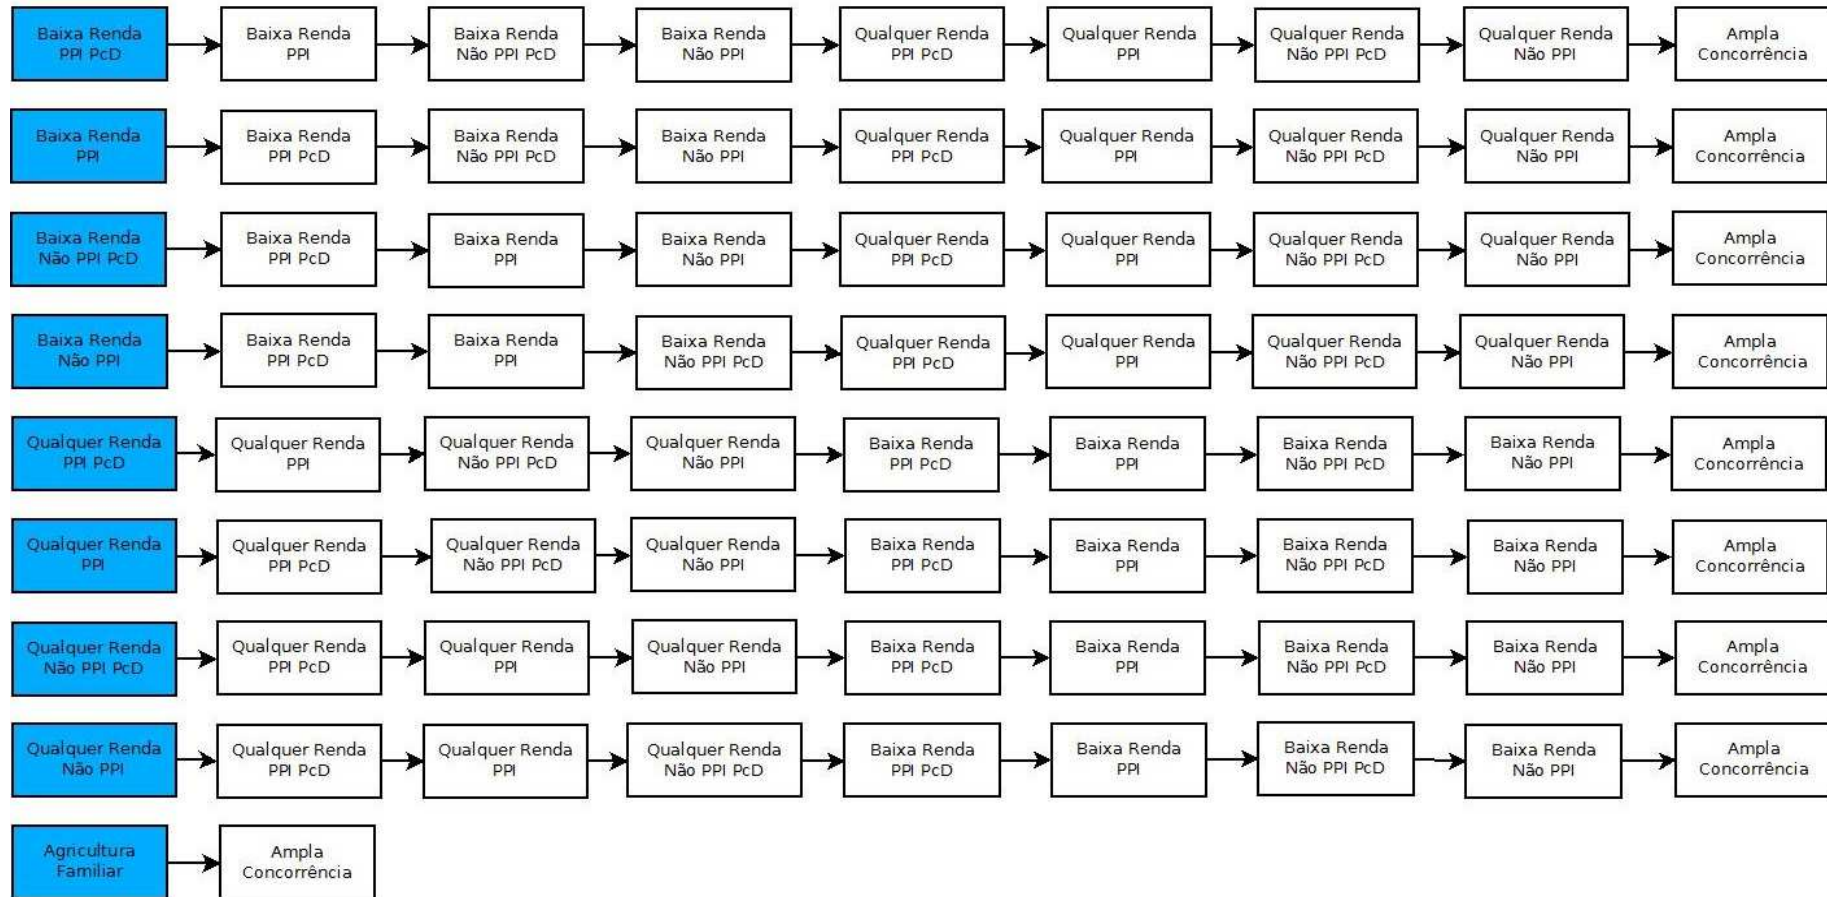 Baixa Renda
PPI PcD
Baixa Renda
PPI
Baixa Renda
Não PPI PcD
Baixa Renda
Não PPI
Qualquer Renda
PPI PcD
Qualquer Renda
PPI
Qualquer Renda
Não PPI PcD
Qualquer Renda
Não PPI
Ampla
Concorrência
Baixa Renda
PPI
Baixa Renda
PPI PcD
Baixa Renda
Não PPI PcD
Baixa Renda
Não PPI
Qualquer Renda
PPI PcD
Qualquer Renda
PPI
Qualquer Renda
Não PPI PcD
Qualquer Renda
Não PPI
Ampla
Concorrência
Baixa Renda
Não PPI PcD
Baixa Renda
PPI PcD
Baixa Renda
PPI
Baixa Renda
Não PPI
Qualquer Renda
PPI PcD
Qualquer Renda
PPI
Qualquer Renda
Não PPI PcD
Qualquer Renda
Não PPI
Ampla
Concorrência
Baixa Renda
Não PPI
Baixa Renda
PPI PcD
Baixa Renda
PPI
Baixa Renda
Não PPI PcD
Qualquer Renda
PPI PcD
Qualquer Renda
PPI
Qualquer Renda
Não PPI PcD
Qualquer Renda
Não PPI
Ampla
Concorrência
Qualquer Renda
PPI PcD
Qualquer Renda
PPI
Qualquer Renda
Não PPI PcD
Qualquer Renda
Não PPI
Baixa Renda
PPI PcD
Baixa Renda
PPI
Baixa Renda
Não PPI PcD
Baixa Renda
Não PPI
Ampla
Concorrência
Qualquer Renda
PPI
Qualquer Renda
PPI PcD
Qualquer Renda
Não PPI PcD
Qualquer Renda
Não PPI
Baixa Renda
PPI PcD
Baixa Renda
PPI
Baixa Renda
Não PPI PcD
Baixa Renda
Não PPI
Ampla
Concorrência
Qualquer Renda
Não PPI PcD
Qualquer Renda
PPI PcD
Qualquer Renda
PPI
Qualquer Renda
Não PPI
Baixa Renda
PPI PcD
Baixa Renda
PPI
Baixa Renda
Não PPI PcD
Baixa Renda
Não PPI
Ampla
Concorrência
Qualquer Renda
Não PPI
Qualquer Renda
PPI PcD
Qualquer Renda
PPI
Qualquer Renda
Não PPI PcD
Baixa Renda
PPI PcD
Baixa Renda
PPI
Baixa Renda
Não PPI PcD
Baixa Renda
Não PPI
Ampla
Concorrência
Agricultura
Familiar
Ampla
Concorrência